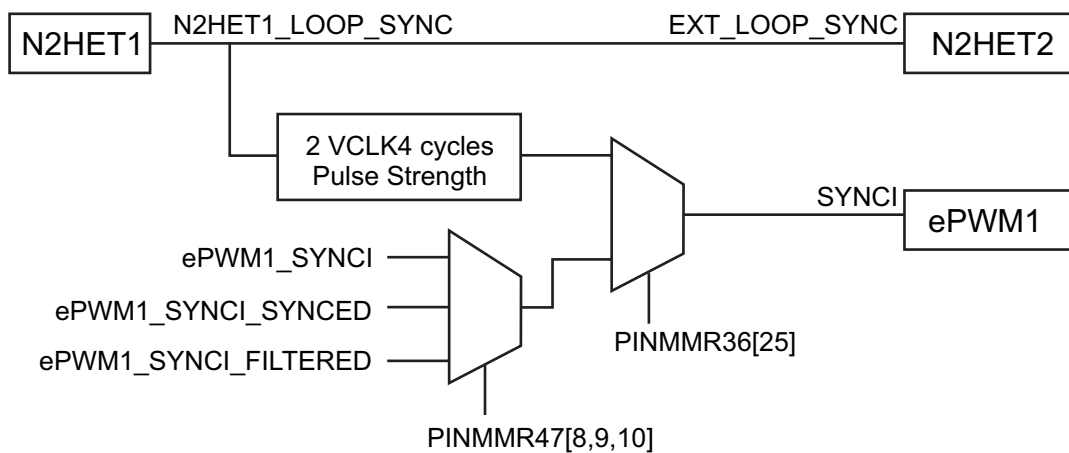 N2HET1
N2HET1_LOOP_SYNC
EXT_LOOP_SYNC
N2HET2
2 VCLK4 cycles
Pulse Strength
SYNCI
ePWM1
ePWM1_SYNCI
ePWM1_SYNCI_SYNCED
ePWM1_SYNCI_FILTERED
PINMMR36[25]
PINMMR47[8,9,10]